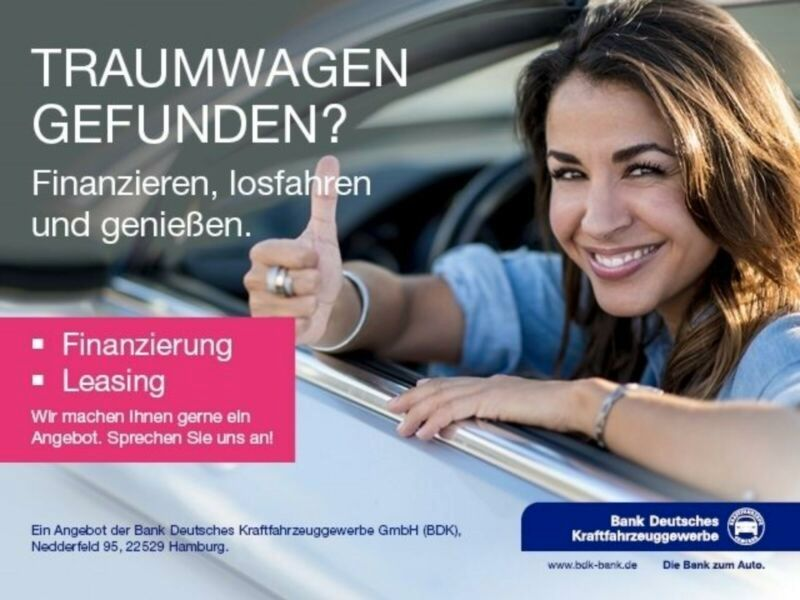 TRAUMWAGEN
GEFUNDEN?
Finanzieren, losfahren
und genießen.
▪ Finanzierung
▪ Leasing
Wir machen Ihnen gerne ein
Angebot. Sprechen Sie uns an!
Ein Angebot der Bank Deutsches Kraftfahrzeuggewerbe GmbH (BDK),
Nedderfeld 95, 22529 Hamburg.
Bank Deutsches
Kraftfahrzeuggewerbe
www.bdk-bank.de Die Bank zum Auto.